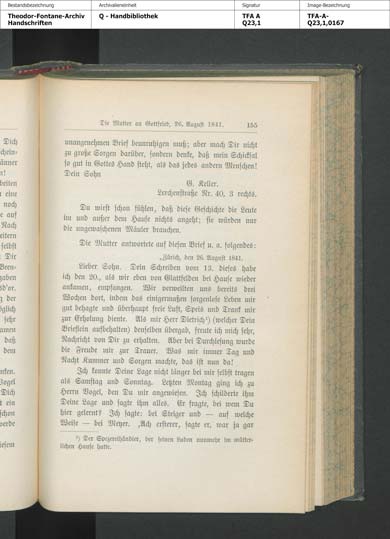 Bestandsbezeichnung
Theodor-Fontane-Archiv
Handschriften
Archivalieneinheit
Q - Handbibliothek
Signatur
TFA A
Q23,1
Image-Bezeichnung
TFA-A-
Q23,1,0167
Die Mutter an Gottfried, 26. August 1841. 155
unangenehmen Brief beunruhigen muß; aber mach Dir nicht
zu große Sorgen darüber, sondern denke, daß mein Schicksal
so gut in Gottes Hand steht, als das jedes andern Menschen!
Dein Sohn
G. Keller.
Lerchenstraße Nr. 40, 3 rechts.
Du wirst schon fühlen, daß diese Geschichte die Leute
im und außer dem Hause nichts angeht; sie würden nur
die ungewaschenen Mäuler brauchen.
Die Mutter antwortete auf diesen Brief u. a. folgendes:
„Zürich, den 26. August 1841.
Lieber Sohn. Dein Schreiben vom 13. dieses habe
ich den 20., als wir eben von Glattfelden bei Hause wieder
ankamen, empfangen. Wir verweilten uns bereits drei
Wochen dort, indem das einigermaßen sorgenlose Leben mir
gut behagte und überhaupt freie Luft, Speis und Trank mir
zur Erholung diente. Als mir Herr Dietrich¹) (welcher Dein
Brieflein aufbehalten) denselben übergab, freute ich mich sehr,
Nachricht von Dir zu erhalten. Aber bei Durchlesung wurde
die Freude mir zur Trauer. Was mir immer Tag und
Nacht Kummer und Sorgen machte, das ist nun da!
Ich konnte Deine Lage nicht länger bei mir selbst tragen
als Samstag und Sonntag. Letzten Montag ging ich zu
Herrn Vogel, den Du mir angewiesen. Ich schilderte ihm
Deine Lage und sagte ihm alles. Er fragte, bei wem Du
hier gelernt? Ich sagte: bei Steiger und — auf welche
Weise — bei Meyer. ‚Ach ersterer, sagte er, war ja gar
¹) Der Spezereihändler, der seinen Laden nunmehr im mütter-
lichen Hause hatte.